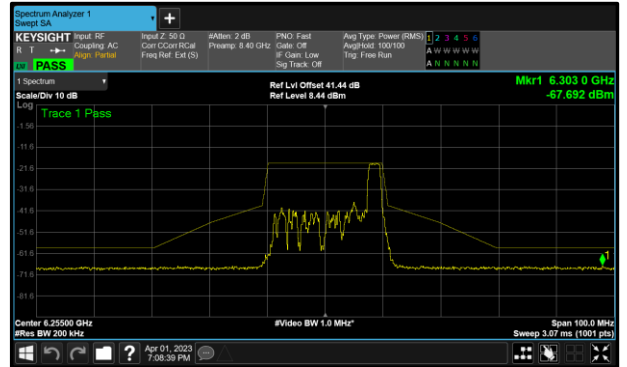 Spectrum Analyzer 1
Swept SA
+
KEYSIGHT
R T
PASS
Input: RF
Coupling: AC
Align: Partial
Input Z: 50 Ω
Corr CCorr RCal
Freq Ref: Ext (S)
#Atten: 2 dB
Preamp: 8.40 GHz
PNO: Fast
Gate: Off
IF Gain: Low
Sig Track: Off
Avg Type: Power (RMS)
Avg|Hold: 100/100
Trig: Free Run
1 2 3 4 5 6
A W W W W W
A N N N N N
1 Spectrum
Scale/Div 10 dB
Log
Ref Lvl Offset 41.44 dB
Ref Level 8.44 dBm
Mkr1 6.303 0 GHz
-67.692 dBm
Trace 1 Pass
-1.56
-11.6
-21.6
-31.6
-41.6
-51.6
-61.6
-71.6
-81.6
1
Center 6.25500 GHz
#Res BW 200 kHz
#Video BW 1.0 MHz*
Span 100.0 MHz
Sweep 3.07 ms (1001 pts)
?
Apr 01, 2023
7:08:39 PM